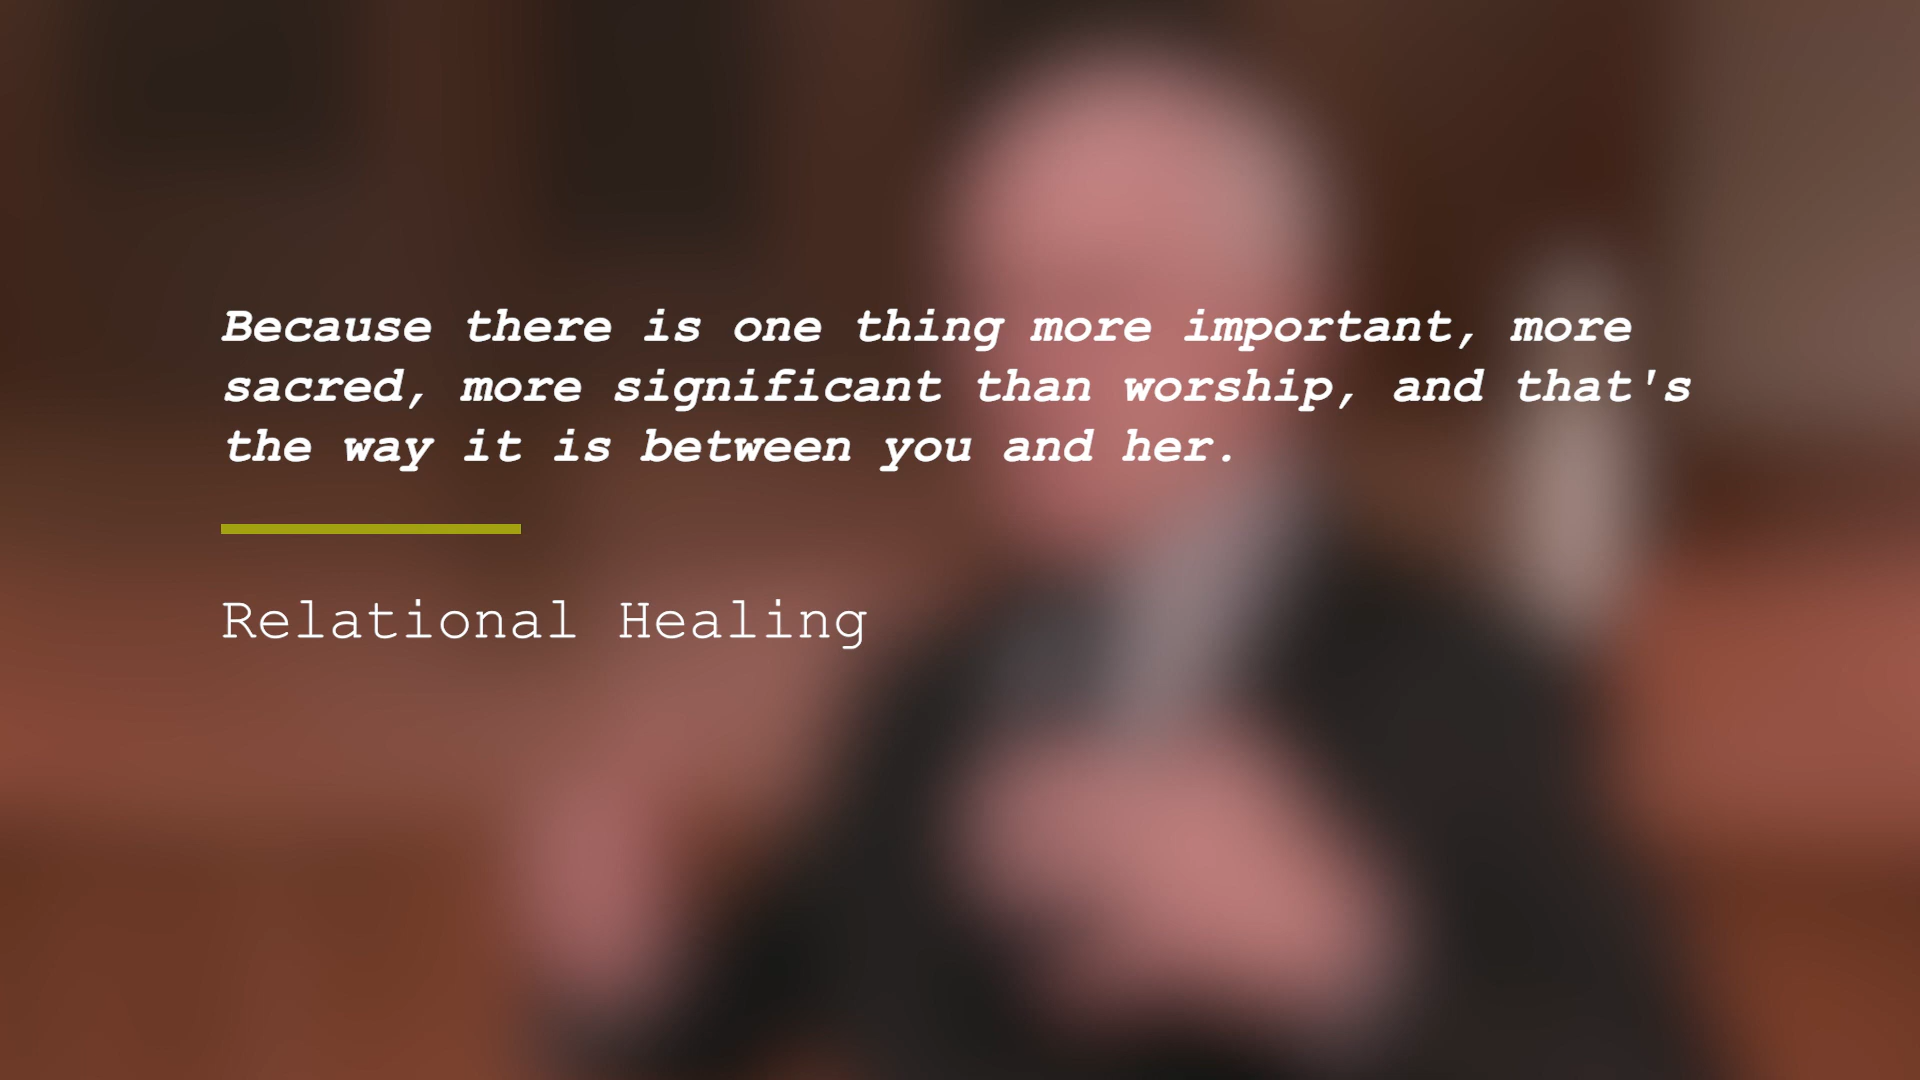 Because there is one thing more important, more
sacred, more significant than worship, and that's
the way it is between you and her.
Relational Healing